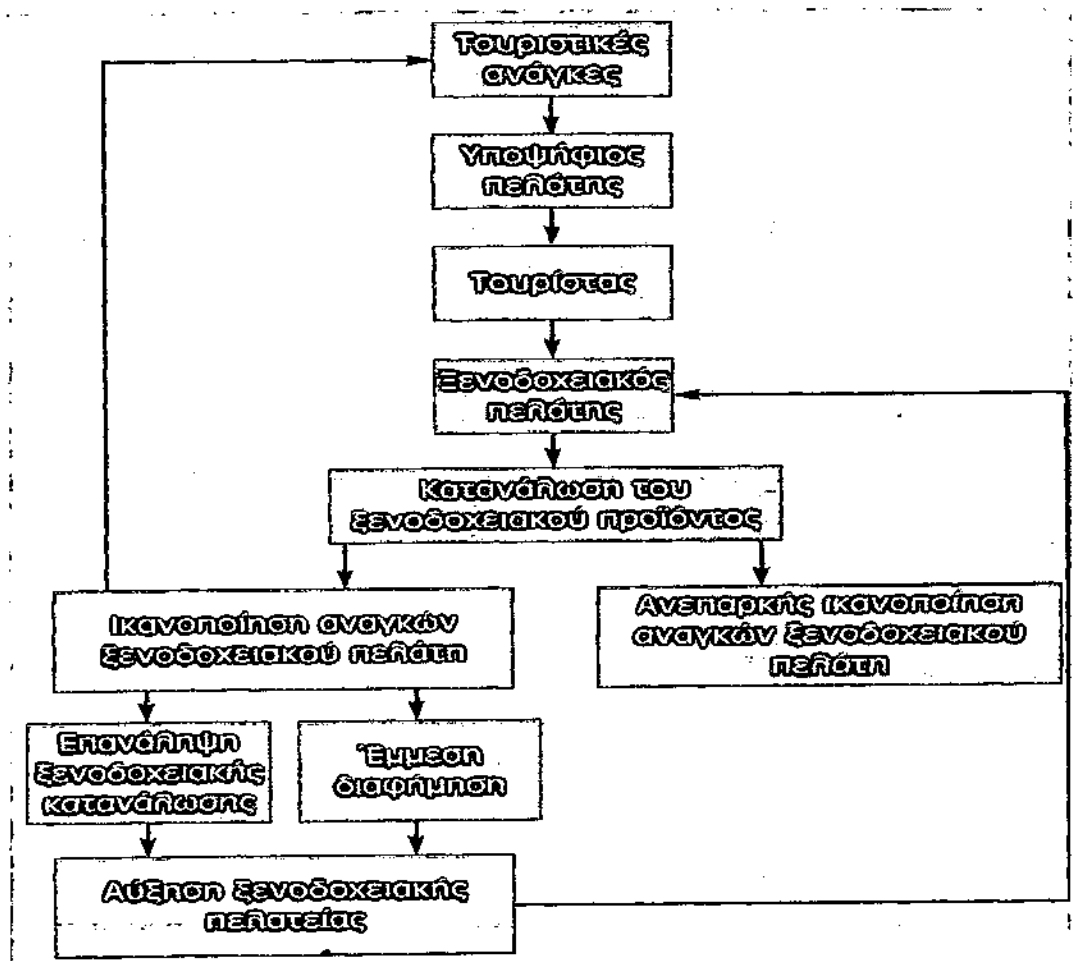 Τουριστικές
ανάγκες
Υποψήφιος
πελάτης
Τουρίστας
Ξενοδοχειακός
πελάτης
Κατανάλωση του
ξενοδοχειακού προϊόντος
Ικανοποίηση αναγκών
ξενοδοχειακού πελάτη
Ανεπαρκής ικανοποίηση
αναγκών ξενοδοχειακού
πελάτη
Επανάληψη
ξενοδοχειακής
κατανάλωσης
Έμμεση
διαφήμηση
Αύξηση ξενοδοχειακής
πελατείας